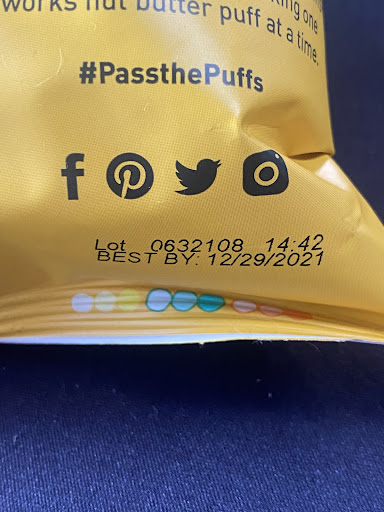 works nut butter puff at a time.
#PassthePuffs
Lot 0632108 14:42
BEST BY: 12/29/2021